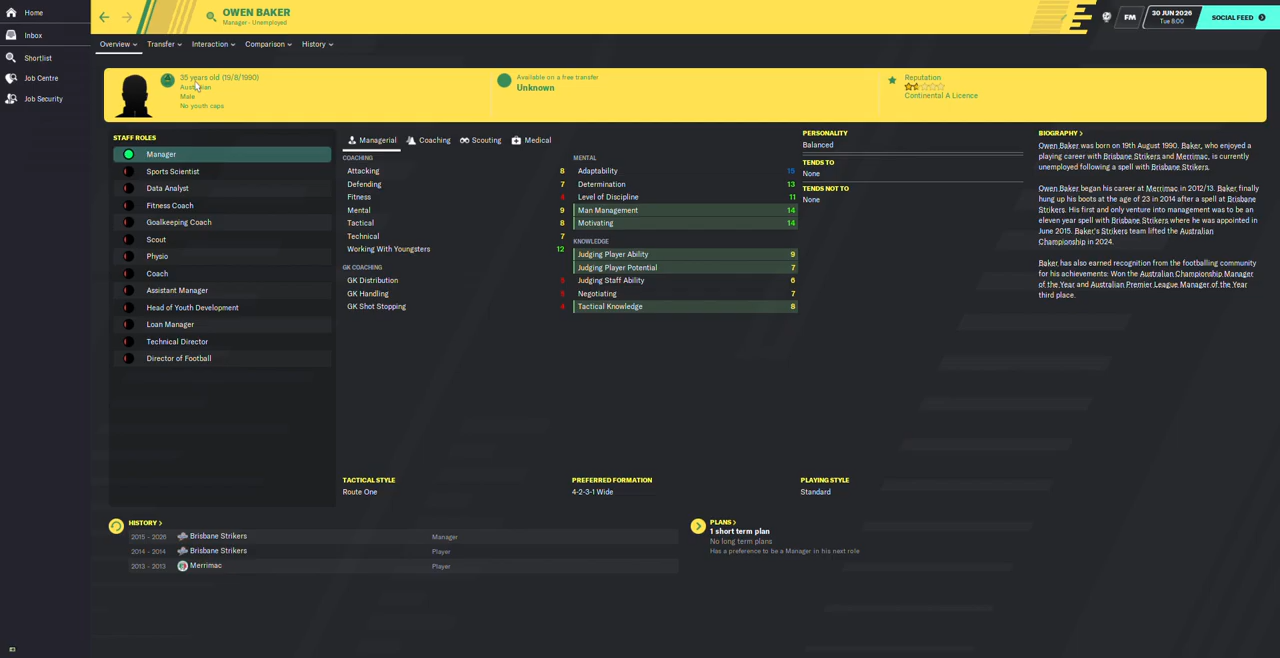 Home
Inbox
Shortlist
Job Centre
Job Security
OWEN BAKER
Manager - Unemployed
FM
30 JUN 2026
Tue 8:00
SOCIAL FEED
Overview
Transfer
Interaction
Comparison
History
35 years old (19/8/1990)
Male
No youth caps
Available on a free transfer
Unknown
Reputation
Continental A Licence
STAFF ROLES
Manager
Sports Scientist
Data Analyst
Fitness Coach
Goalkeeping Coach
Scout
Physio
Coach
Assistant Manager
Head of Youth Development
Loan Manager
Technical Director
Director of Football
Managerial
Coaching
Scouting
Medical
COACHING
Attacking 8
Defending 7
Fitness 4
Mental 9
Tactical 8
Technical 7
Working With Youngsters 12
GK COACHING
GK Distribution
GK Handling
GK Shot Stopping 4
MENTAL
Adaptability
Determination 13
Level of Discipline 11
Man Management 14
Motivating 14
KNOWLEDGE
Judging Player Ability 9
Judging Player Potential 7
Judging Staff Ability 6
Negotiating 7
Tactical Knowledge 8
PERSONALITY
Balanced
TENDS TO
None
TENDS NOT TO
None
BIOGRAPHY >
Owen Baker was born on 19th August 1990. Baker, who enjoyed a
playing career with Brisbane Strikers and Merrimac, is currently
unemployed following a spell with Brisbane Strikers.
Owen Baker began his career at Merrimac in 2012/13. Baker finally
hung up his boots at the age of 23 in 2014 after a spell at Brisbane
Strikers. His first and only venture into management was to be an
eleven year spell with Brisbane Strikers where he was appointed in
June 2015. Baker's Strikers team lifted the Australian
Championship in 2024.
Baker has also earned recognition from the footballing community
for his achievements: Won the Australian Championship Manager
of the Year and Australian Premier League Manager of the Year
third place.
TACTICAL STYLE
Route One
PREFERRED FORMATION
4-2-3-1 Wide
PLAYING STYLE
Standard
HISTORY >
2015 - 2026 Brisbane Strikers Manager
2014 - 2014 Brisbane Strikers Player
2013 - 2013 Merrimac Player
PLANS >
1 short term plan
No long term plans
Has a preference to be a Manager in his next role